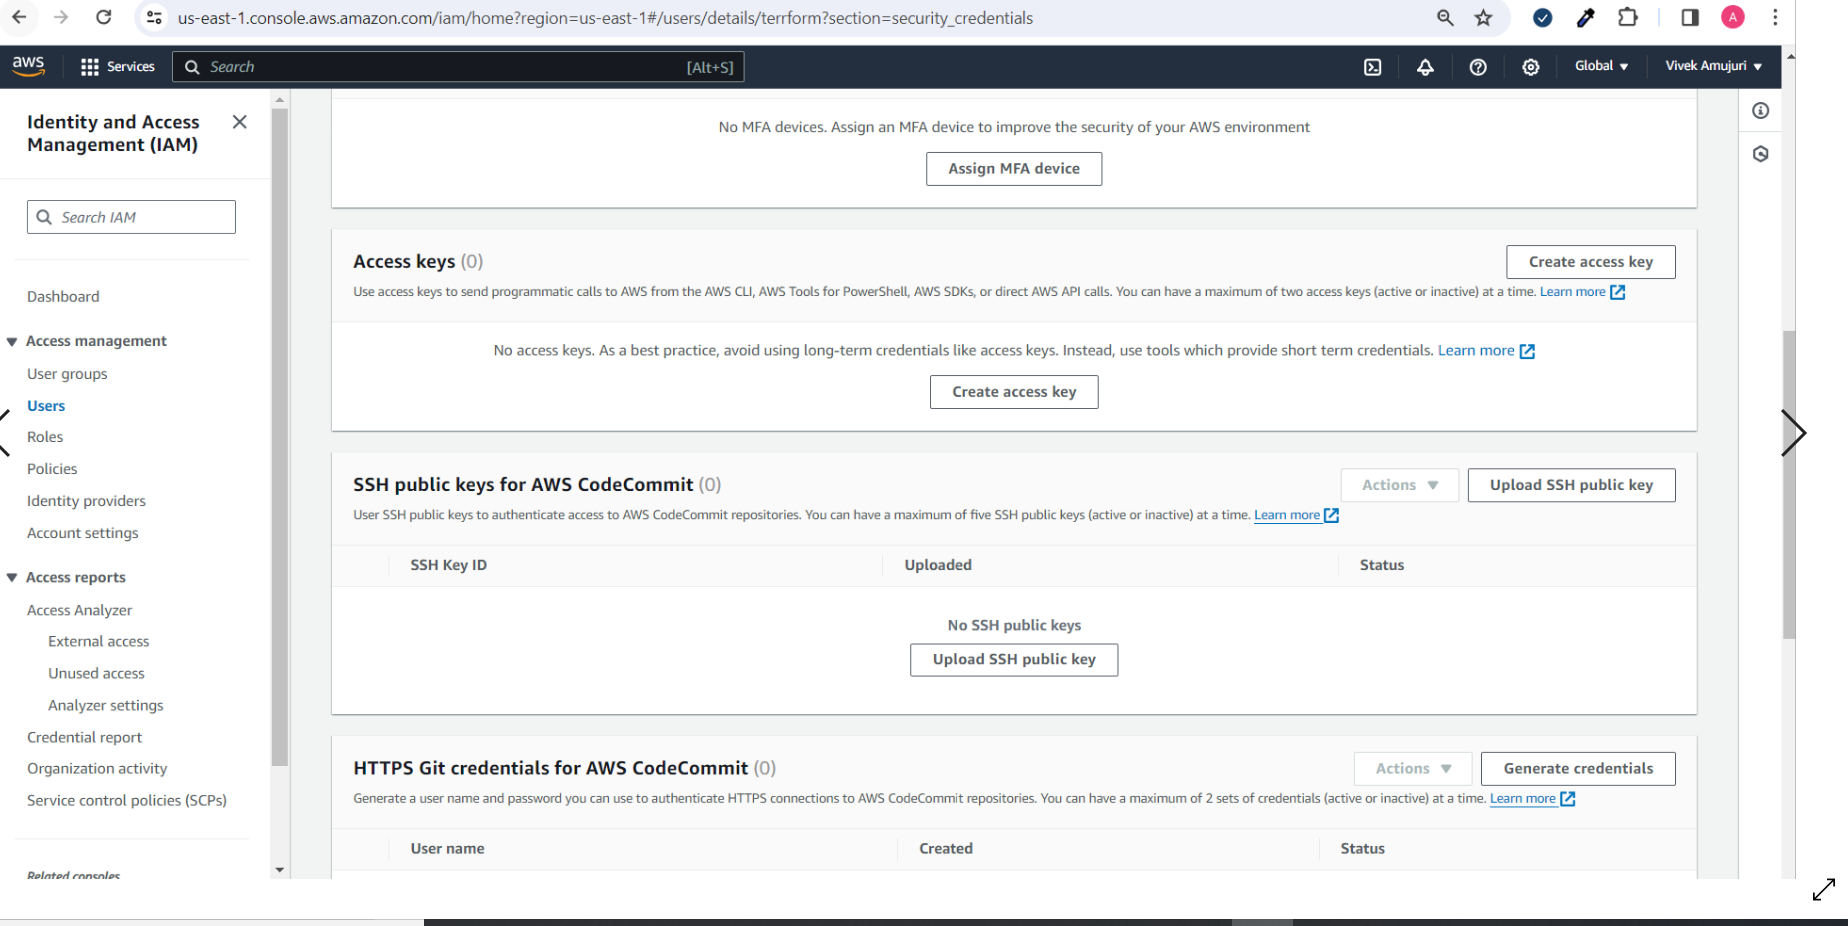 us-east-1.console.aws.amazon.com/iam/home?region=us-east-1#/users/details/terrform?section=security_credentials
A
aws
Services
Search
[Alt+S]
Global
Vivek Amujuri
Identity and Access
Management (IAM)
Search IAM
Dashboard
Access management
User groups
Users
Roles
Policies
Identity providers
Account settings
Access reports
Access Analyzer
External access
Unused access
Analyzer settings
Credential report
Organization activity
Service control policies (SCPs)
Related consoles
No MFA devices. Assign an MFA device to improve the security of your AWS environment
Assign MFA device
Access keys (0)
Create access key
Use access keys to send programmatic calls to AWS from the AWS CLI, AWS Tools for PowerShell, AWS SDKs, or direct AWS API calls. You can have a maximum of two access keys (active or inactive) at a time. Learn more
No access keys. As a best practice, avoid using long-term credentials like access keys. Instead, use tools which provide short term credentials. Learn more
Create access key
SSH public keys for AWS CodeCommit (0)
Actions
Upload SSH public key
User SSH public keys to authenticate access to AWS CodeCommit repositories. You can have a maximum of five SSH public keys (active or inactive) at a time. Learn more
SSH Key ID
Uploaded
Status
No SSH public keys
Upload SSH public key
HTTPS Git credentials for AWS CodeCommit (0)
Actions
Generate credentials
Generate a user name and password you can use to authenticate HTTPS connections to AWS CodeCommit repositories. You can have a maximum of 2 sets of credentials (active or inactive) at a time. Learn more
User name
Created
Status